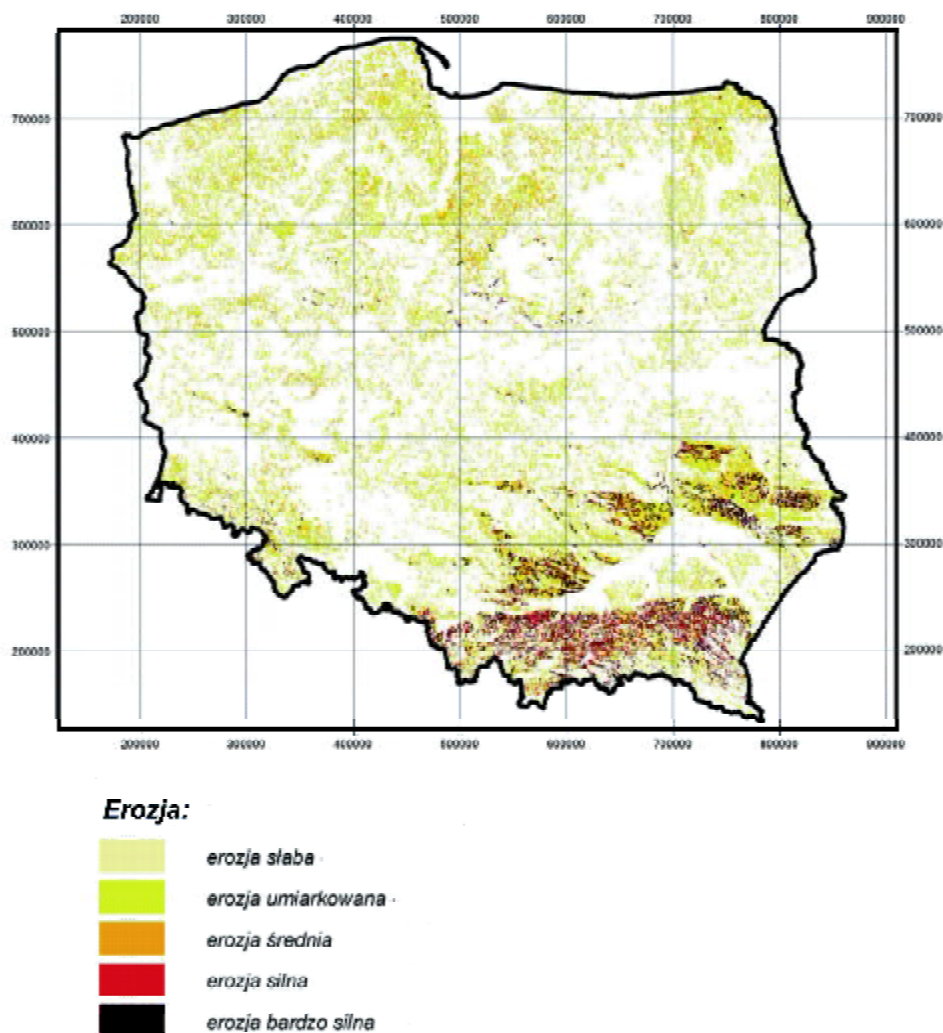 200000 300000 400000 500000 600000 700000 800000 900000
700000 700000
600000 600000
500000 500000
400000 400000
300000 300000
200000 200000
200000 300000 400000 500000 600000 700000 800000 900000
Erozja:
erozja słaba
erozja umiarkowana
erozja średnia
erozja silna
erozja bardzo silna